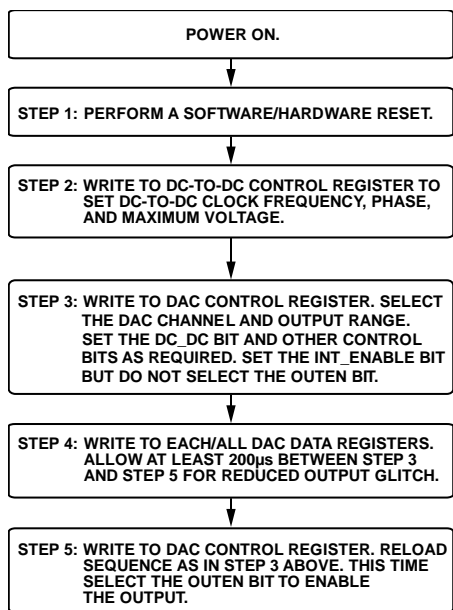 POWER ON.
STEP 1: PERFORM A SOFTWARE/HARDWARE RESET.
STEP 2: WRITE TO DC-TO-DC CONTROL REGISTER TO
SET DC-TO-DC CLOCK FREQUENCY, PHASE,
AND MAXIMUM VOLTAGE.
STEP 3: WRITE TO DAC CONTROL REGISTER. SELECT
THE DAC CHANNEL AND OUTPUT RANGE.
SET THE DC_DC BIT AND OTHER CONTROL
BITS AS REQUIRED. SET THE INT_ENABLE BIT
BUT DO NOT SELECT THE OUTEN BIT.
STEP 4: WRITE TO EACH/ALL DAC DATA REGISTERS.
ALLOW AT LEAST 200µs BETWEEN STEP 3
AND STEP 5 FOR REDUCED OUTPUT GLITCH.
STEP 5: WRITE TO DAC CONTROL REGISTER. RELOAD
SEQUENCE AS IN STEP 3 ABOVE. THIS TIME
SELECT THE OUTEN BIT TO ENABLE
THE OUTPUT.